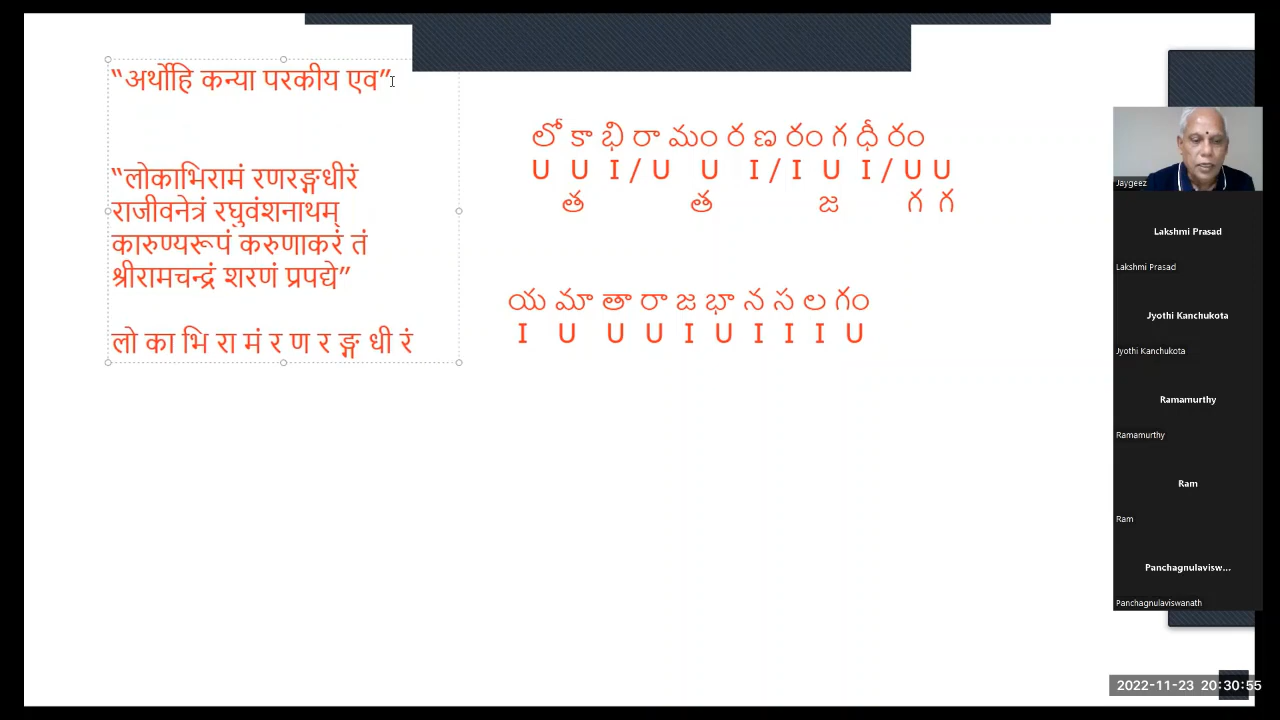 “अर्थोहि कन्या परकीय एव”
“लोकाभिरामं रणरङ्गधीरं
राजीवनेत्रं रघुवंशनाथम्
कारुण्यरूपं करुणाकरं तं
श्रीरामचन्द्रं शरणं प्रपद्ये”
लो का भि रा मं र ण र ङ्ग धी रं
లో కా భి రా మం ర ణ రం గ ధీ రం
U U I / U U I / I U I / U U
త త జ గ గ
య మా తా రా జ భా న స ల గం
I U U U I U I I I U
Jaygeez
Lakshmi Prasad
Lakshmi Prasad
Jyothi Kanchukota
Jyothi Kanchukota
Ramamurthy
Ramamurthy
Ram
Ram
Panchagnulavisw...
Panchagnulaviswanath
2022-11-23 20:30:55